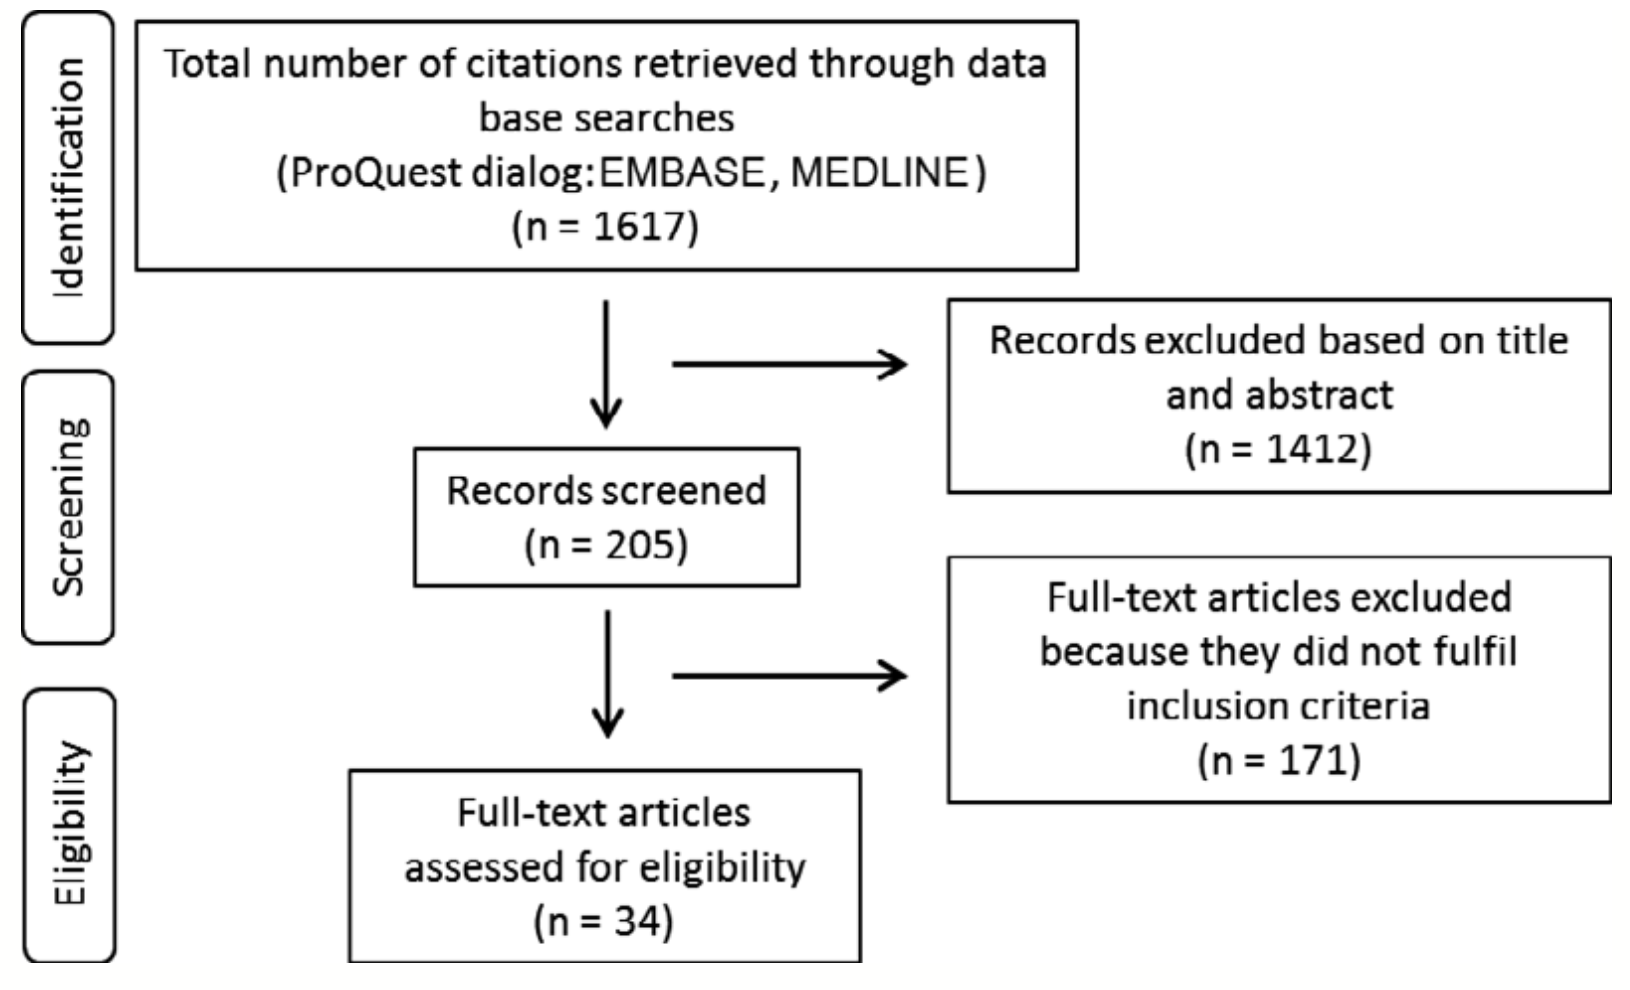 Identification
Total number of citations retrieved through data
base searches
(ProQuest dialog:EMBASE, MEDLINE)
(n = 1617)
Records excluded based on title
and abstract
(n = 1412)
Screening
Records screened
(n = 205)
Full-text articles excluded
because they did not fulfil
inclusion criteria
(n = 171)
Eligibility
Full-text articles
assessed for eligibility
(n = 34)